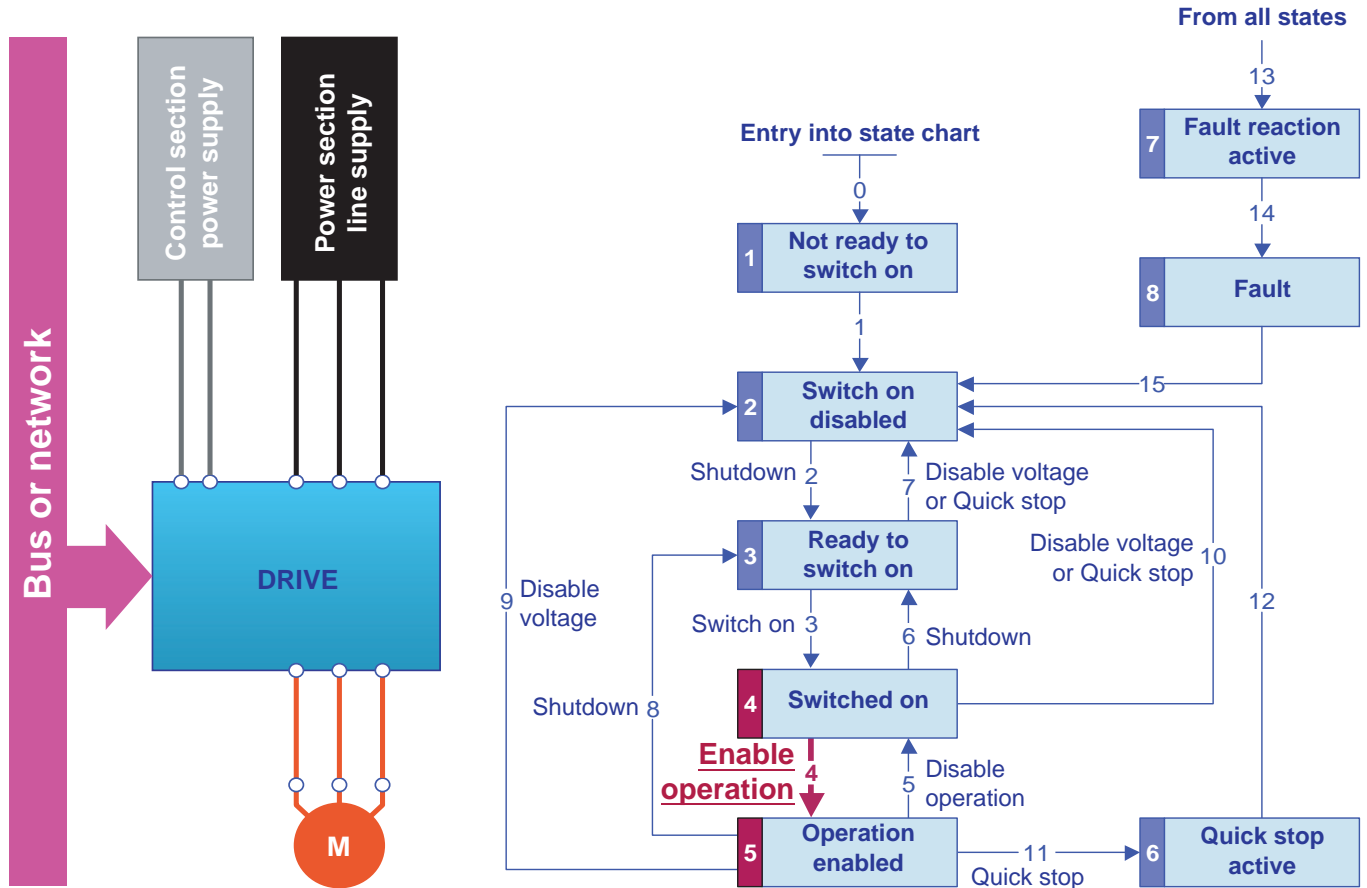 Bus or network
Control section
power supply
Power section
line supply
DRIVE
M
From all states
13
7
Fault reaction
active
14
8
Fault
15
Entry into state chart
0
1
Not ready to
switch on
1
2
Switch on
disabled
Shutdown 2
7
Disable voltage
or Quick stop
3
Ready to
switch on
Disable voltage
or Quick stop
10
12
9
Disable
voltage
Switch on 3
6 Shutdown
4
Switched on
Shutdown 8
Enable
operation
4
5
Disable
operation
5
Operation
enabled
11
Quick stop
6
Quick stop
active